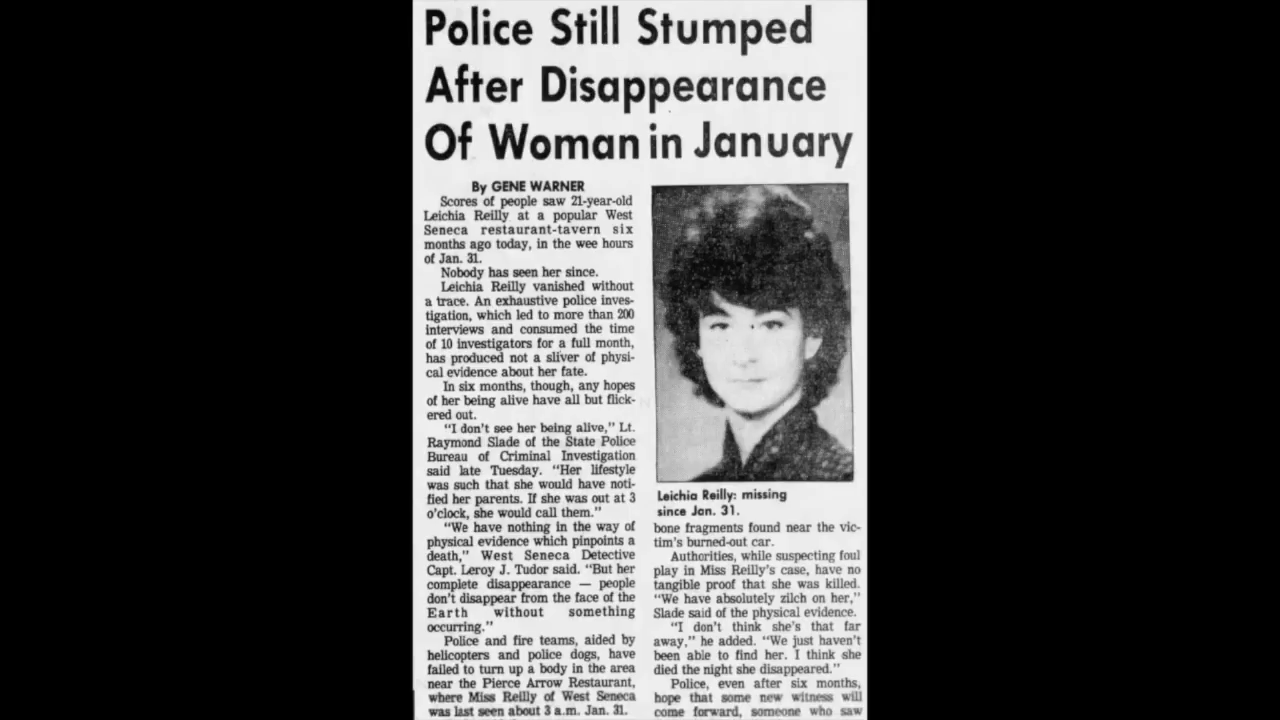 Police Still Stumped
After Disappearance
Of Woman in January
By GENE WARNER
Scores of people saw 21-year-old
Leichia Reilly at a popular West
Seneca restaurant-tavern six
months ago today, in the wee hours
of Jan. 31.
Nobody has seen her since.
Leichia Reilly vanished without
a trace. An exhaustive police inves-
tigation, which led to more than 200
interviews and consumed the time
of 10 investigators for a full month,
has produced not a sliver of physi-
cal evidence about her fate.
In six months, though, any hopes
of her being alive have all but flick-
ered out.
"I don't see her being alive," Lt.
Raymond Slade of the State Police
Bureau of Criminal Investigation
said late Tuesday. "Her lifestyle
was such that she would have noti-
fied her parents. If she was out at 3
o'clock, she would call them."
"We have nothing in the way of
physical evidence which pinpoints a
death," West Seneca Detective
Capt. Leroy J. Tudor said. "But her
complete disappearance — people
don't disappear from the face of the
Earth without something
occurring."
Police and fire teams, aided by
helicopters and police dogs, have
failed to turn up a body in the area
near the Pierce Arrow Restaurant,
where Miss Reilly of West Seneca
was last seen about 3 a.m. Jan. 31.
Leichia Reilly: missing
since Jan. 31.
bone fragments found near the vic-
tim's burned-out car.
Authorities, while suspecting foul
play in Miss Reilly's case, have no
tangible proof that she was killed.
"We have absolutely zilch on her,"
Slade said of the physical evidence.
"I don't think she's that far
away," he added. "We just haven't
been able to find her. I think she
died the night she disappeared."
Police, even after six months,
hope that some new witness will
come forward, someone who saw